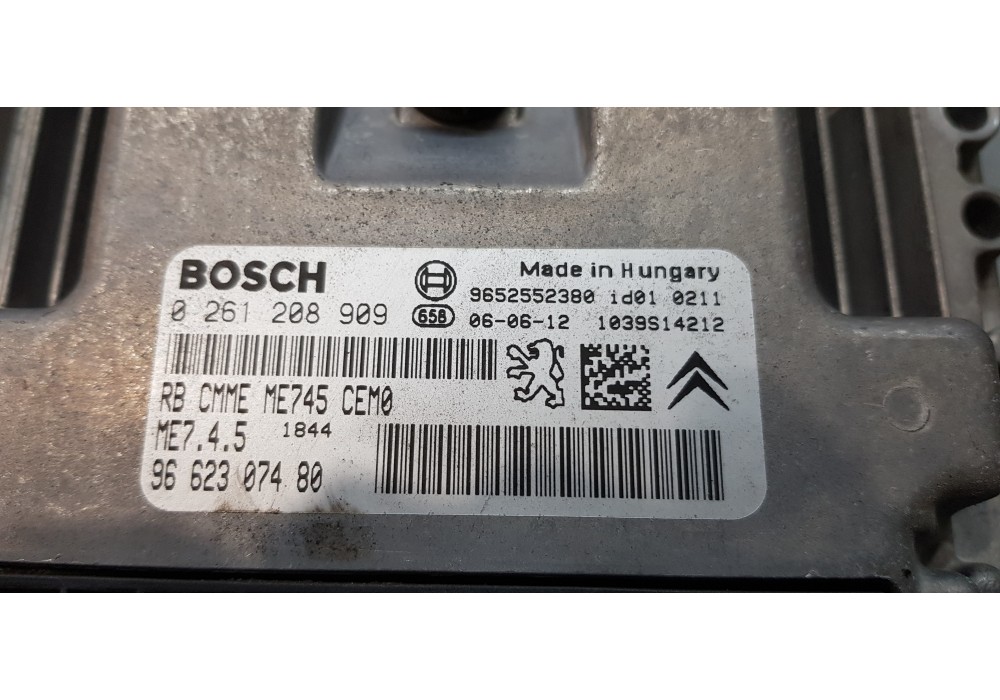 BOSCH
Made in Hungary
9652552380 id01 0211
0 261 208 909
658
06-06-12 1039S14212
RB CMME ME745 CEM0
ME7.4.5 1844
96 623 074 80